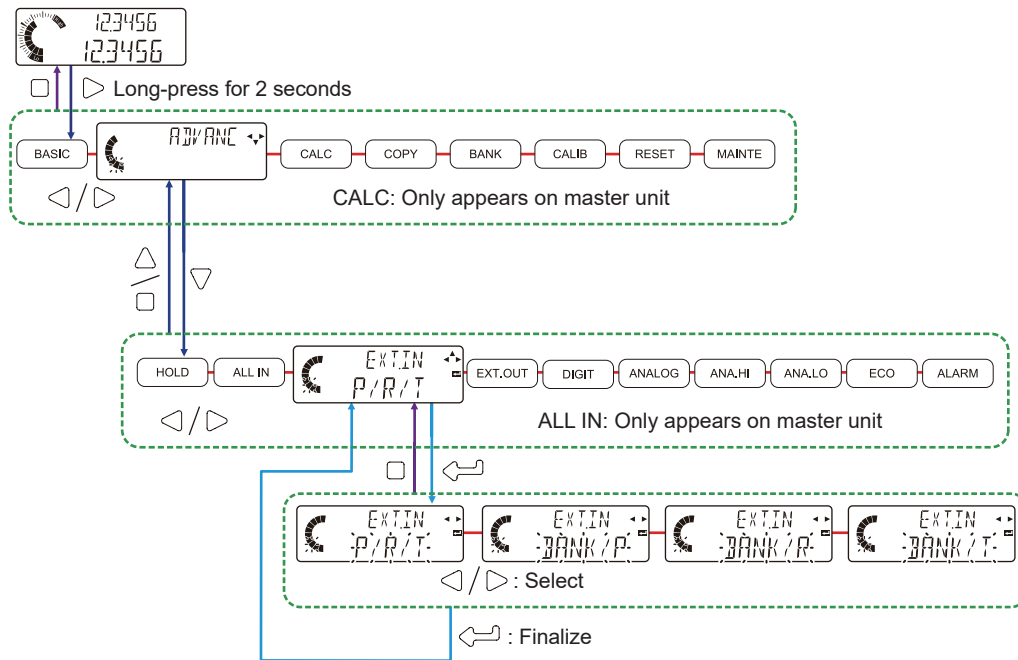 12.3456
12.3456
Long-press for 2 seconds
BASIC ADVANC CALC COPY BANK CALIB RESET MAINTE
CALC: Only appears on master unit
HOLD ALL IN EXT.IN EXT.OUT DIGIT ANALOG ANA.HI ANA.LO ECO ALARM
P/R/T
ALL IN: Only appears on master unit
EXT.IN EXT.IN EXT.IN EXT.IN
-P/R/T- -BANK/P- -BANK/R- -BANK/T-
: Select
: Finalize